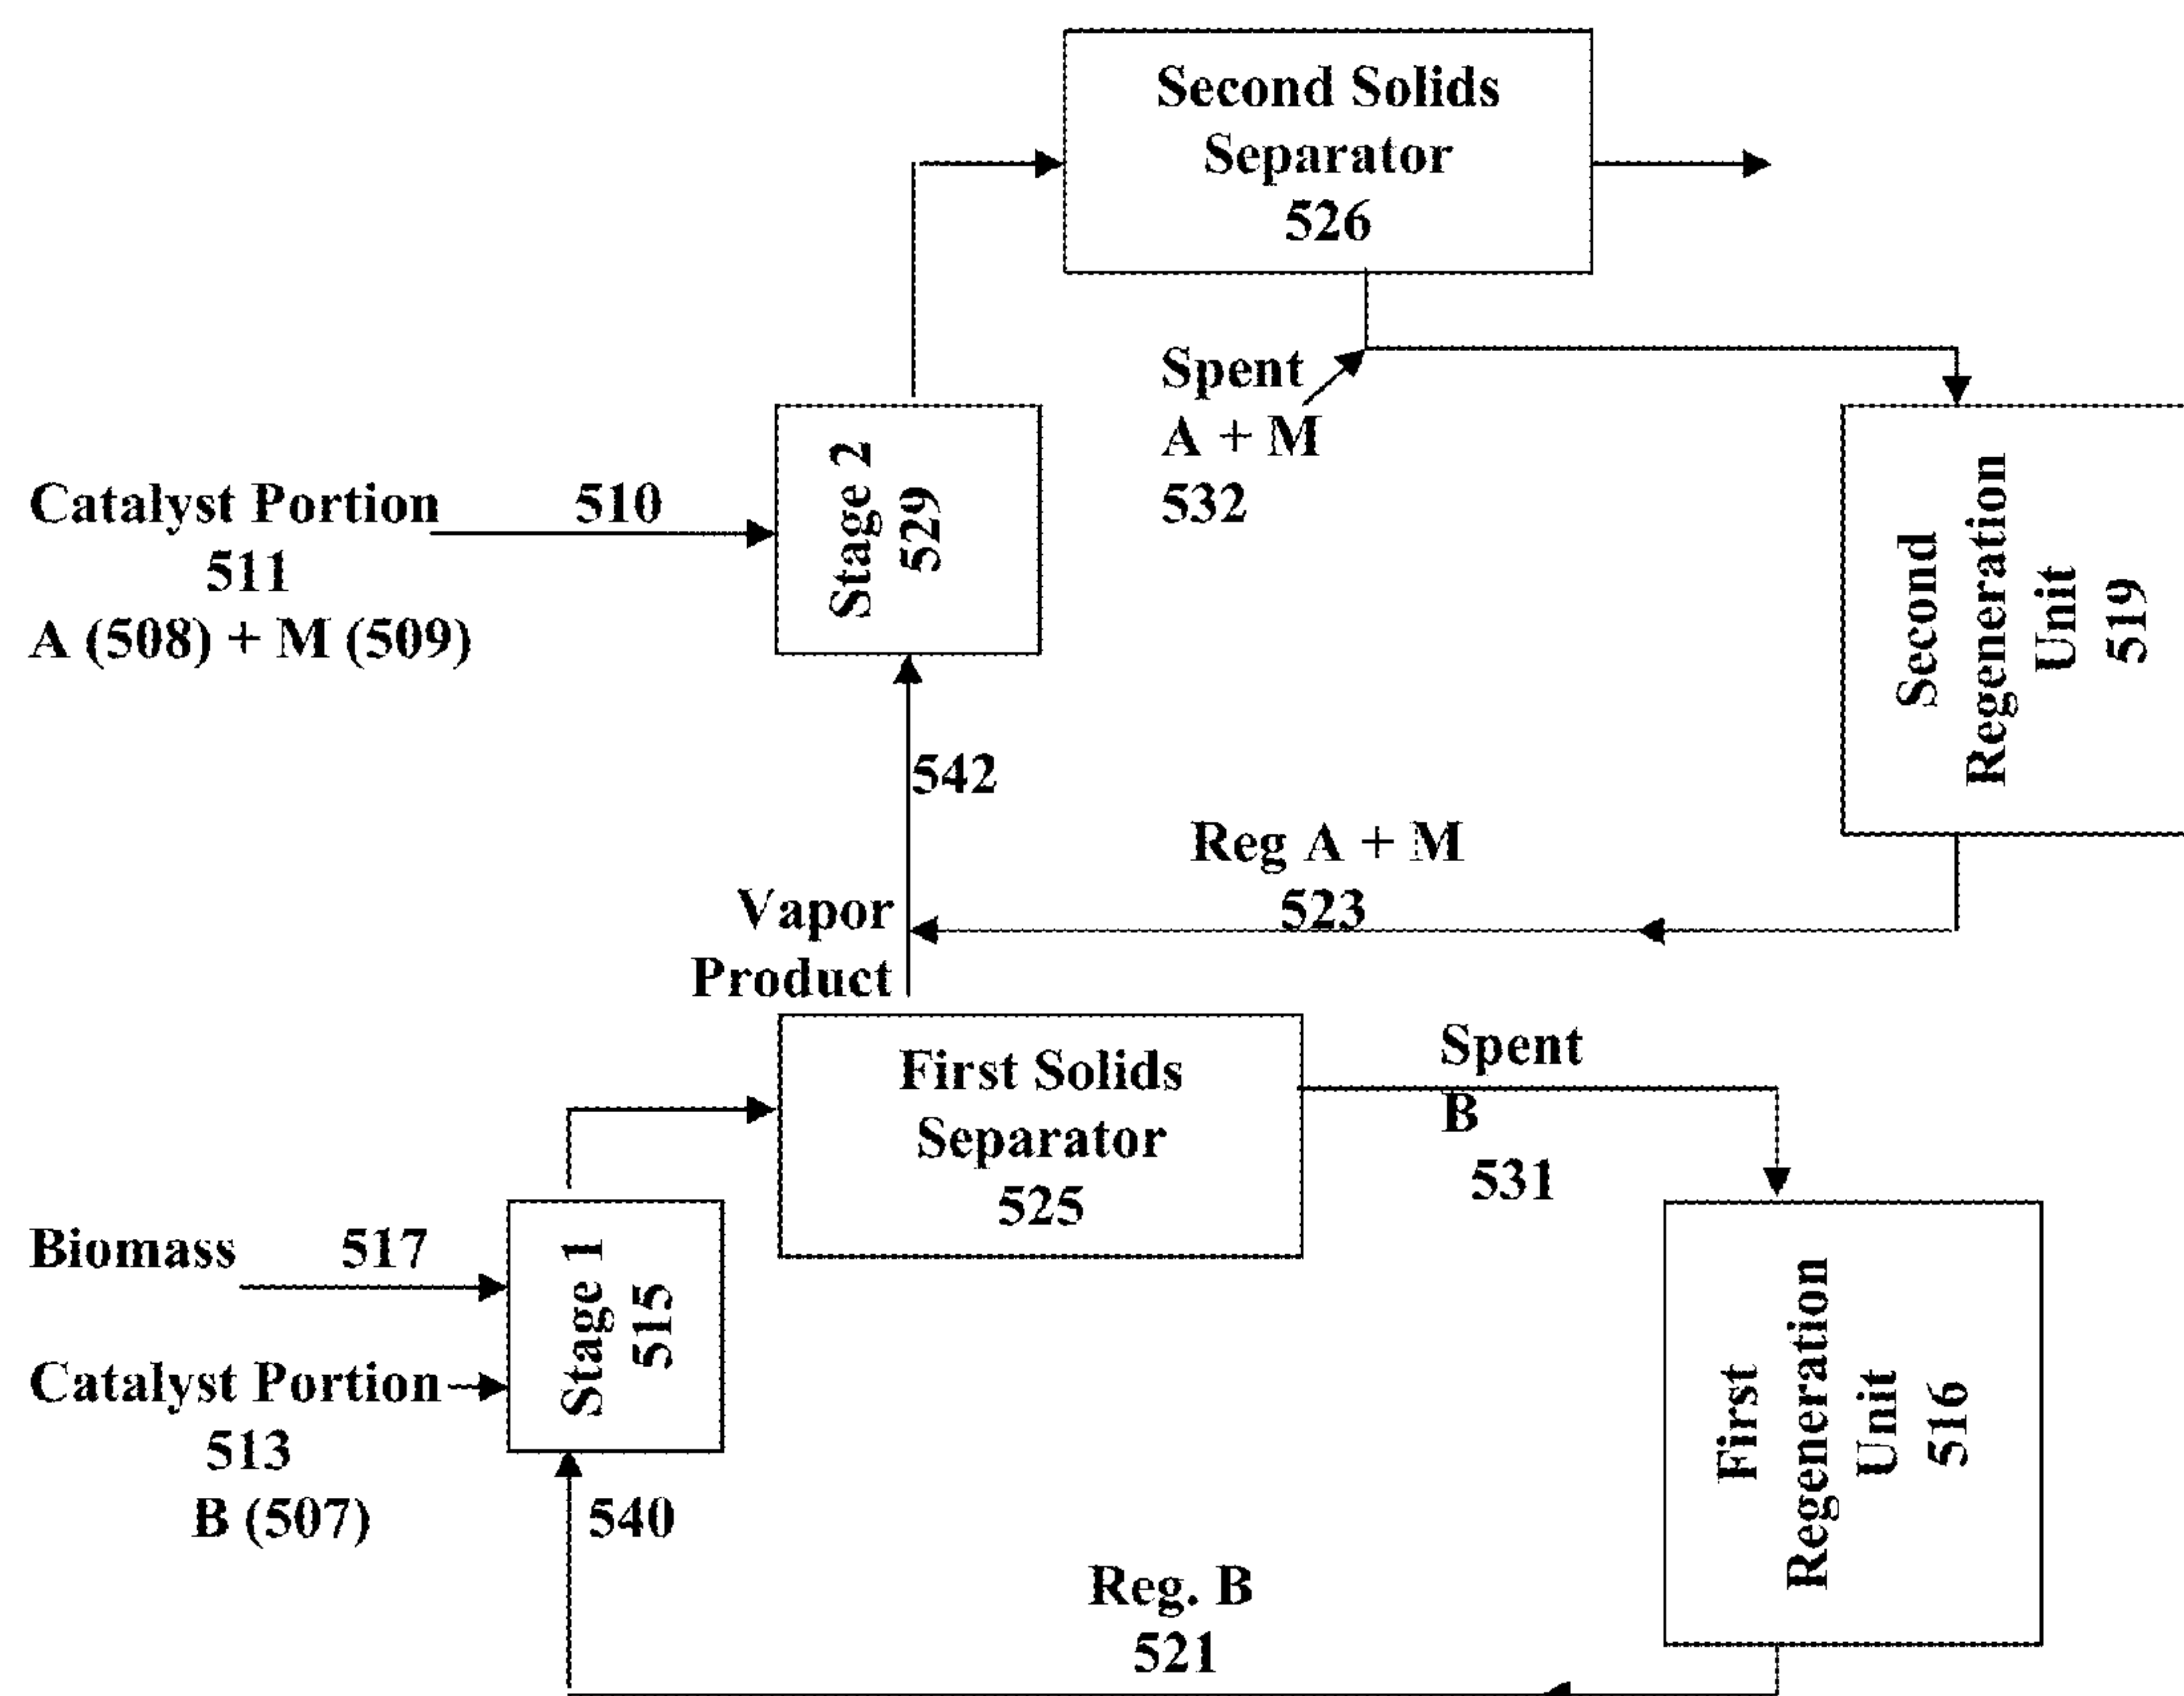 Second Solids
Separator
526
Spent
A + M
532
Catalyst Portion
511
A (508) + M (509)
510
Stage 2
529
Second
Regeneration
Unit
519
542
Reg A + M
523
Vapor
Product
First Solids
Separator
525
Spent
B
531
Biomass
517
Stage 1
515
Catalyst Portion
513
B (507)
540
First
Regeneration
Unit
516
Reg. B
521